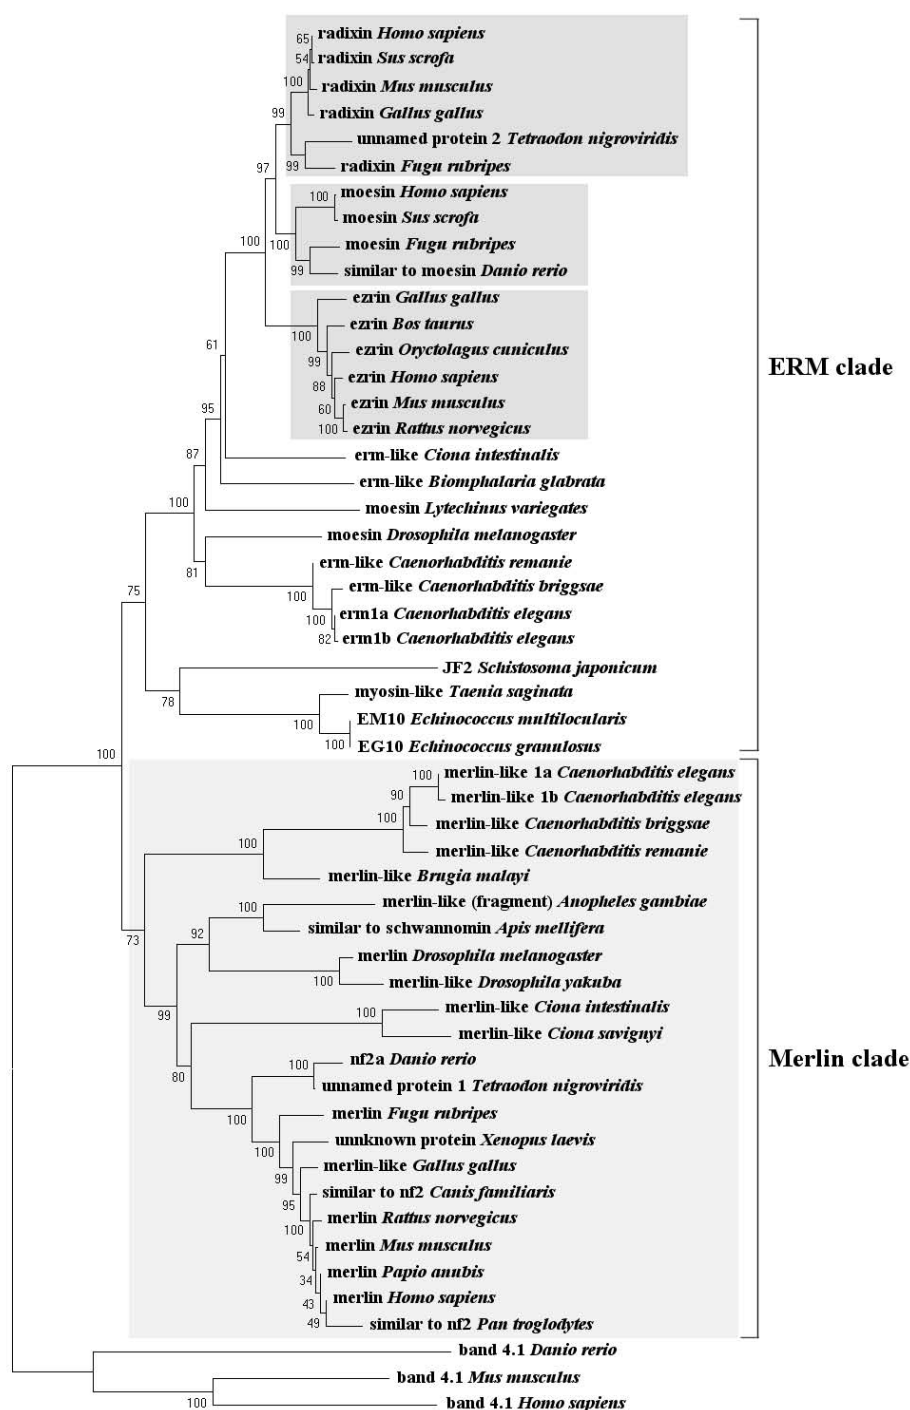 65 radixin Homo sapiens
54 radixin Sus scrofa
100 radixin Mus musculus
radixin Gallus gallus
99
unnamed protein 2 Tetraodon nigroviridis
99 radixin Fugu rubripes
97
100 moesin Homo sapiens
moesin Sus scrofa
100 100 moesin Fugu rubripes
99 similar to moesin Danio rerio
ezrin Gallus gallus
100 ezrin Bos taurus
61 99 ezrin Oryctolagus cuniculus
ERM clade
88 ezrin Homo sapiens
60 ezrin Mus musculus
95 100 ezrin Rattus norvegicus
87 erm-like Ciona intestinalis
erm-like Biomphalaria glabrata
100 moesin Lytechinus variegates
moesin Drosophila melanogaster
81 erm-like Caenorhabditis remanie
75 100 erm-like Caenorhabditis briggsae
100 erm1a Caenorhabditis elegans
82 erm1b Caenorhabditis elegans
JF2 Schistosoma japonicum
78 myosin-like Taenia saginata
100 EM10 Echinococcus multilocularis
100 EG10 Echinococcus granulosus
100
100 merlin-like 1a Caenorhabditis elegans
90 merlin-like 1b Caenorhabditis elegans
100 merlin-like Caenorhabditis briggsae
100 merlin-like Caenorhabditis remanie
merlin-like Brugia malayi
100 merlin-like (fragment) Anopheles gambiae
73 92 similar to schwannomin Apis mellifera
merlin Drosophila melanogaster
100 merlin-like Drosophila yakuba
99 100 merlin-like Ciona intestinalis
merlin-like Ciona savignyi
Merlin clade
80 100 nf2a Danio rerio
unnamed protein 1 Tetraodon nigroviridis
100 merlin Fugu rubripes
100 unnknown protein Xenopus laevis
99 merlin-like Gallus gallus
95 similar to nf2 Canis familiaris
100 merlin Rattus norvegicus
54 merlin Mus musculus
34 merlin Papio anubis
43 merlin Homo sapiens
49 similar to nf2 Pan troglodytes
band 4.1 Danio rerio
band 4.1 Mus musculus
100 band 4.1 Homo sapiens